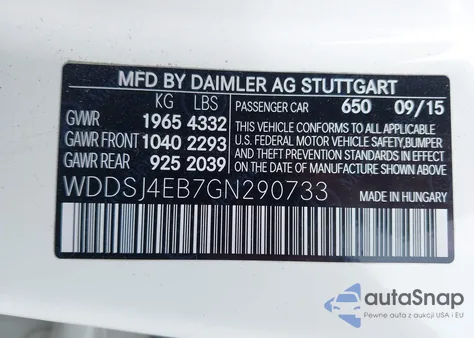 MFD BY DAIMLER AG STUTTGART
KG LBS PASSENGER CAR 650 09/15
GWR 1965 4332
GAWR FRONT 1040 2293
GAWR REAR 925 2039
THIS VEHICLE CONFORMS TO ALL APPLICABLE
U.S. FEDERAL MOTOR VEHICLE SAFETY, BUMPER
AND THEFT PREVENTION STANDARDS IN EFFECT ON
THE DATE OF MANUFACTURE SHOWN ABOVE.
WDDSJ4EB7GN290733
MADE IN HUNGARY
autaSnap
Pewne auta z aukcji USA i EU